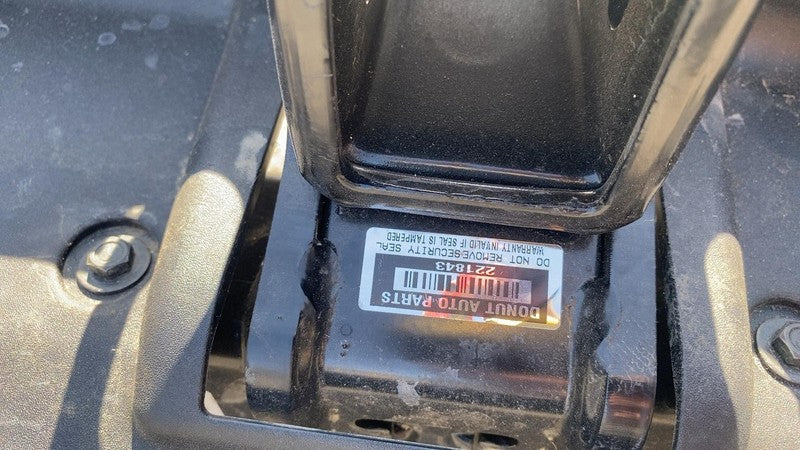 DONUT AUTO PARTS
221843
DO NOT REMOVE-SECURITY SEAL
WARRANTY INVALID IF SEAL IS TAMPERED